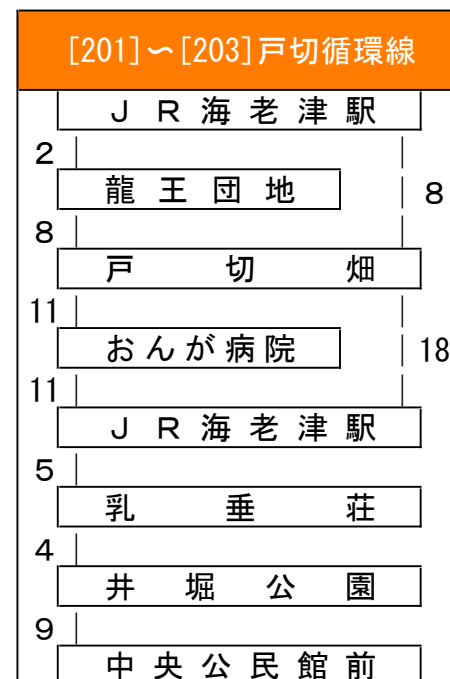 [201]～[203]戸切循環線
ＪＲ海老津駅
2
龍王団地
8
8
戸切畑
11
おんが病院
18
11
ＪＲ海老津駅
5
乳垂荘
4
井堀公園
9
中央公民館前